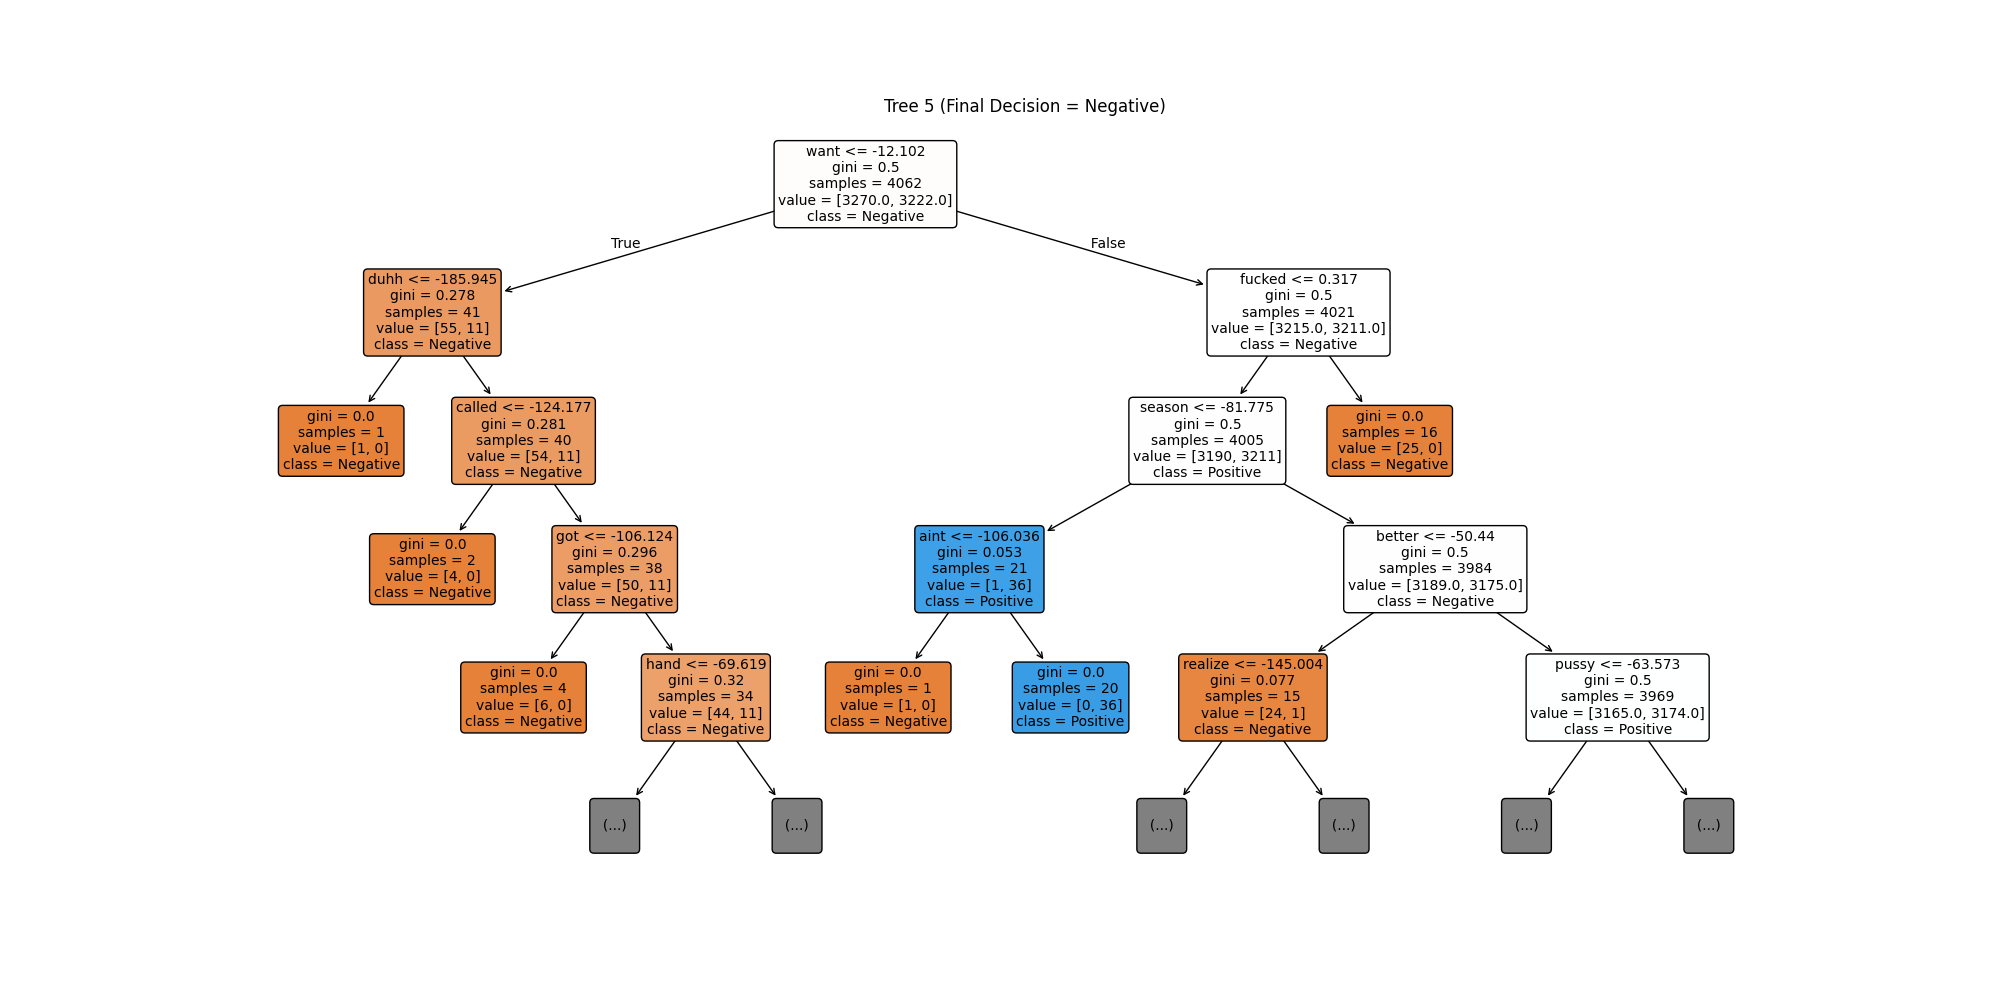 Tree 5 (Final Decision = Negative)
want <= -12.102
gini = 0.5
samples = 4062
value = [3270.0, 3222.0]
class = Negative
True
False
duhh <= -185.945
gini = 0.278
samples = 41
value = [55, 11]
class = Negative
fucked <= 0.317
gini = 0.5
samples = 4021
value = [3215.0, 3211.0]
class = Negative
gini = 0.0
samples = 1
value = [1, 0]
class = Negative
called <= -124.177
gini = 0.281
samples = 40
value = [54, 11]
class = Negative
season <= -81.775
gini = 0.5
samples = 4005
value = [3190, 3211]
class = Positive
gini = 0.0
samples = 16
value = [25, 0]
class = Negative
gini = 0.0
samples = 2
value = [4, 0]
class = Negative
got <= -106.124
gini = 0.296
samples = 38
value = [50, 11]
class = Negative
aint <= -106.036
gini = 0.053
samples = 21
value = [1, 36]
class = Positive
better <= -50.44
gini = 0.5
samples = 3984
value = [3189.0, 3175.0]
class = Negative
gini = 0.0
samples = 4
value = [6, 0]
class = Negative
hand <= -69.619
gini = 0.32
samples = 34
value = [44, 11]
class = Negative
gini = 0.0
samples = 1
value = [1, 0]
class = Negative
gini = 0.0
samples = 20
value = [0, 36]
class = Positive
realize <= -145.004
gini = 0.077
samples = 15
value = [24, 1]
class = Negative
pussy <= -63.573
gini = 0.5
samples = 3969
value = [3165.0, 3174.0]
class = Positive
(...)
(...)
(...)
(...)
(...)
(...)